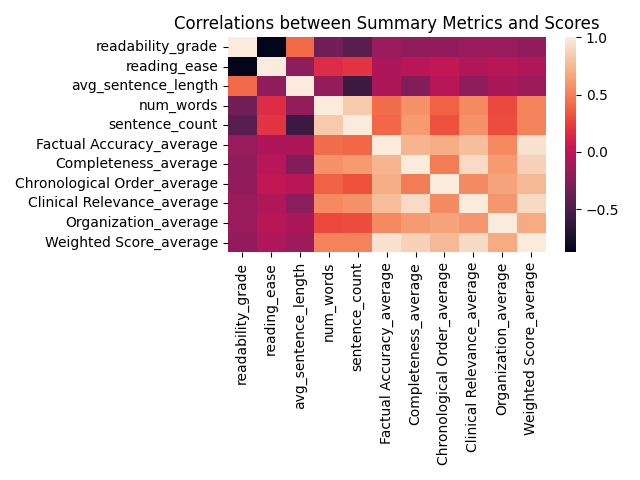 Correlations between Summary Metrics and Scores
readability_grade
reading_ease
avg_sentence_length
num_words
sentence_count
Factual Accuracy_average
Completeness_average
Chronological Order_average
Clinical Relevance_average
Organization_average
Weighted Score_average
1.0
0.5
0.0
−0.5
readability_grade
reading_ease
avg_sentence_length
num_words
sentence_count
Factual Accuracy_average
Completeness_average
Chronological Order_average
Clinical Relevance_average
Organization_average
Weighted Score_average